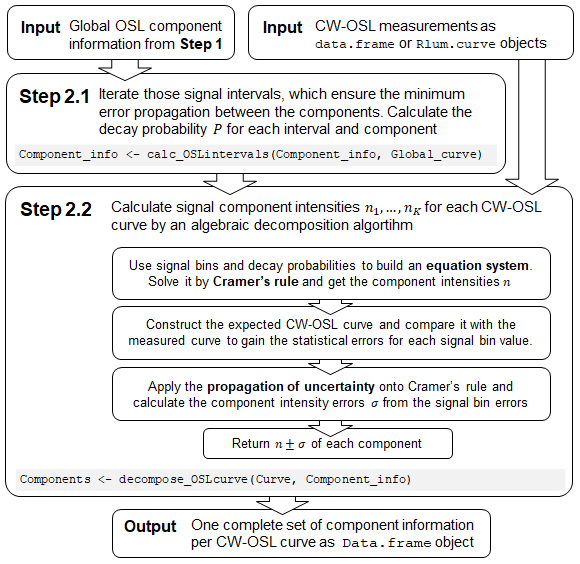 Input Global OSL component
information from Step 1
Input CW-OSL measurements as
data.frame or Rlum.curve objects
Step 2.1 Iterate those signal intervals, which ensure the minimum
error propagation between the components. Calculate the
decay probability P for each interval and component
Component_info <- calc_OSLintervals(Component_info, Global_curve)
Step 2.2 Calculate signal component intensities n₁,...,nK for each CW-OSL
curve by an algebraic decomposition algortihm
Use signal bins and decay probabilities to build an equation system.
Solve it by Cramer's rule and get the component intensities n
Construct the expected CW-OSL curve and compare it with the
measured curve to gain the statistical errors for each signal bin value.
Apply the propagation of uncertainty onto Cramer's rule and
calculate the component intensity errors σ from the signal bin errors
Return n ± σ of each component
Components <- decompose_OSLcurve(Curve, Component_info)
Output One complete set of component information
per CW-OSL curve as Data.frame object